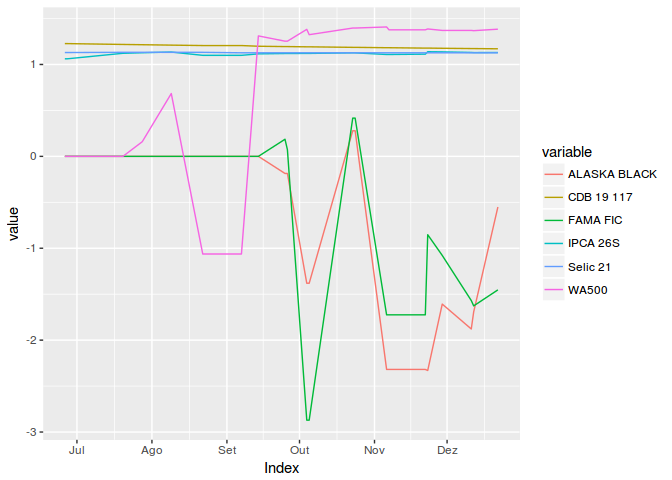 1
0
-1
-2
-3
value
Jul Ago Set Out Nov Dez
Index
variable
ALASKA BLACK
CDB 19 117
FAMA FIC
IPCA 26S
Selic 21
WA500